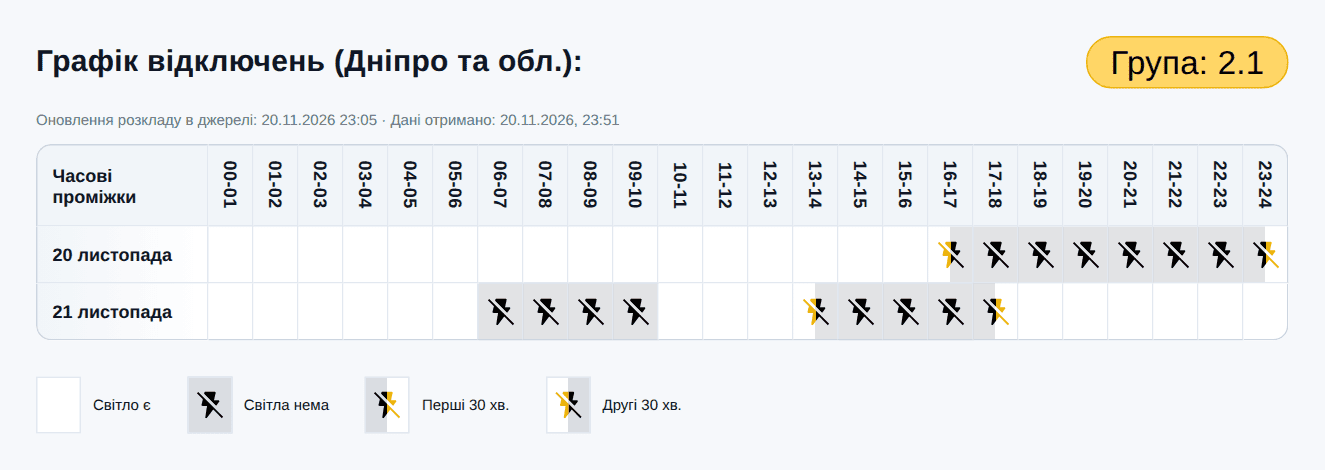 Графік відключень (Дніпро та обл.):
Група: 2.1
Оновлення розкладу в джерелі: 20.11.2026 23:05 · Дані отримано: 20.11.2026, 23:51
Часові
проміжки
00-01
01-02
02-03
03-04
04-05
05-06
06-07
07-08
08-09
09-10
10-11
11-12
12-13
13-14
14-15
15-16
16-17
17-18
18-19
19-20
20-21
21-22
22-23
23-24
20 листопада
21 листопада
Світло є
Світла нема
Перші 30 хв.
Другі 30 хв.